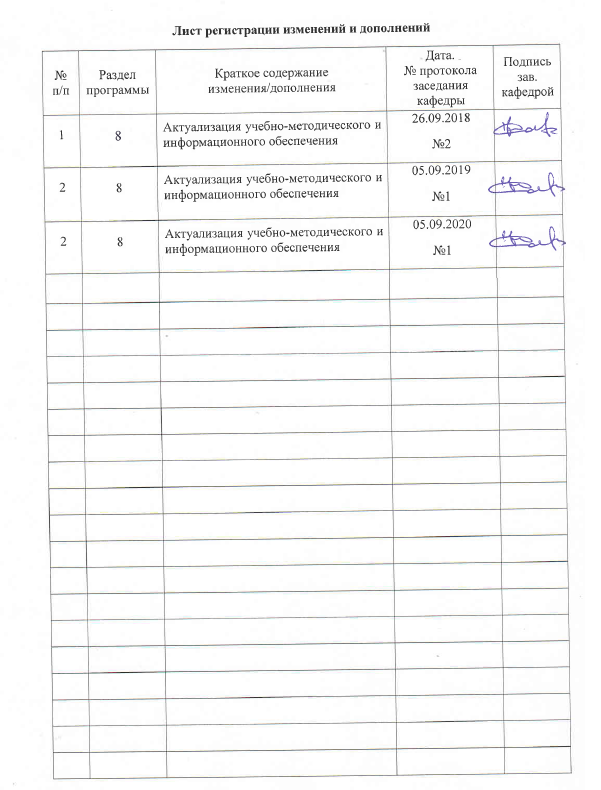 Лист регистрации изменений и дополнений
№
п/п
Раздел
программы
Краткое содержание
изменения/дополнения
Дата.
№ протокола
заседания
кафедры
Подпись
зав.
кафедрой
1
8
Актуализация учебно-методического и
информационного обеспечения
26.09.2018
№2
2
8
Актуализация учебно-методического и
информационного обеспечения
05.09.2019
№1
2
8
Актуализация учебно-методического и
информационного обеспечения
05.09.2020
№1